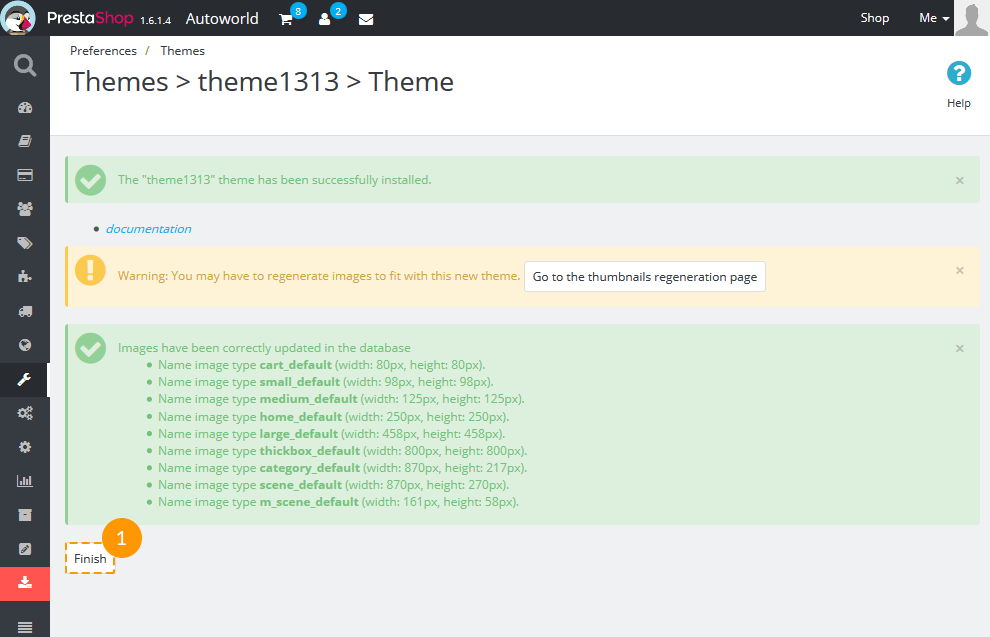 PrestaShop 1.6.1.4 Autoworld 8 2 Shop Me
Preferences / Themes
Themes > theme1313 > Theme
?
Help
The "theme1313" theme has been successfully installed. ×
• documentation
Warning: You may have to regenerate images to fit with this new theme. Go to the thumbnails regeneration page ×
Images have been correctly updated in the database ×
• Name image type cart_default (width: 80px, height: 80px).
• Name image type small_default (width: 98px, height: 98px).
• Name image type medium_default (width: 125px, height: 125px).
• Name image type home_default (width: 250px, height: 250px).
• Name image type large_default (width: 458px, height: 458px).
• Name image type thickbox_default (width: 800px, height: 800px).
• Name image type category_default (width: 870px, height: 217px).
• Name image type scene_default (width: 870px, height: 270px).
• Name image type m_scene_default (width: 161px, height: 58px).
1
Finish